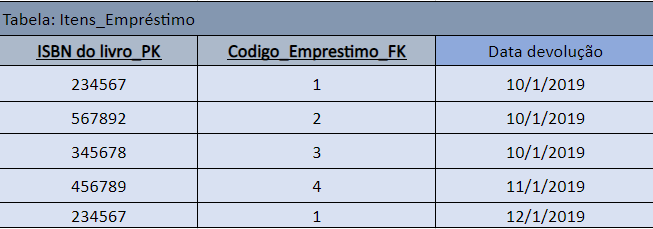 Tabela: Itens_Empréstimo
ISBN do livro_PK Codigo_Emprestimo_FK Data devolução
234567 1 10/1/2019
567892 2 10/1/2019
345678 3 10/1/2019
456789 4 11/1/2019
234567 1 12/1/2019